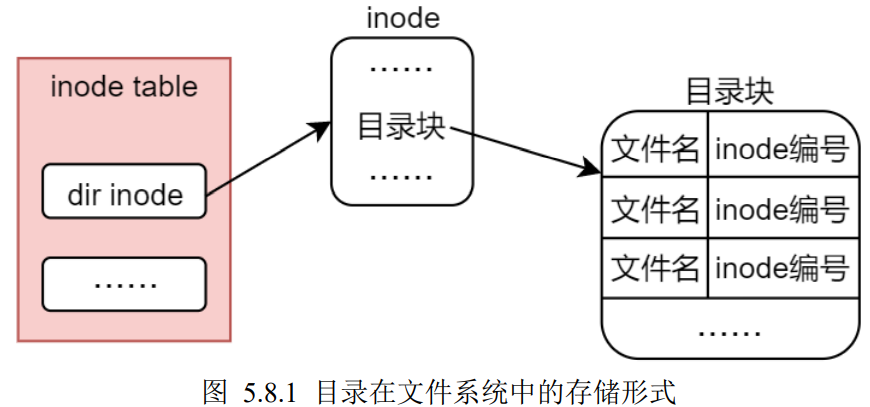 inode
inode table
……
目录块
……
dir inode
……
目录块
文件名 inode编号
文件名 inode编号
文件名 inode编号
……
图 5.8.1 目录在文件系统中的存储形式